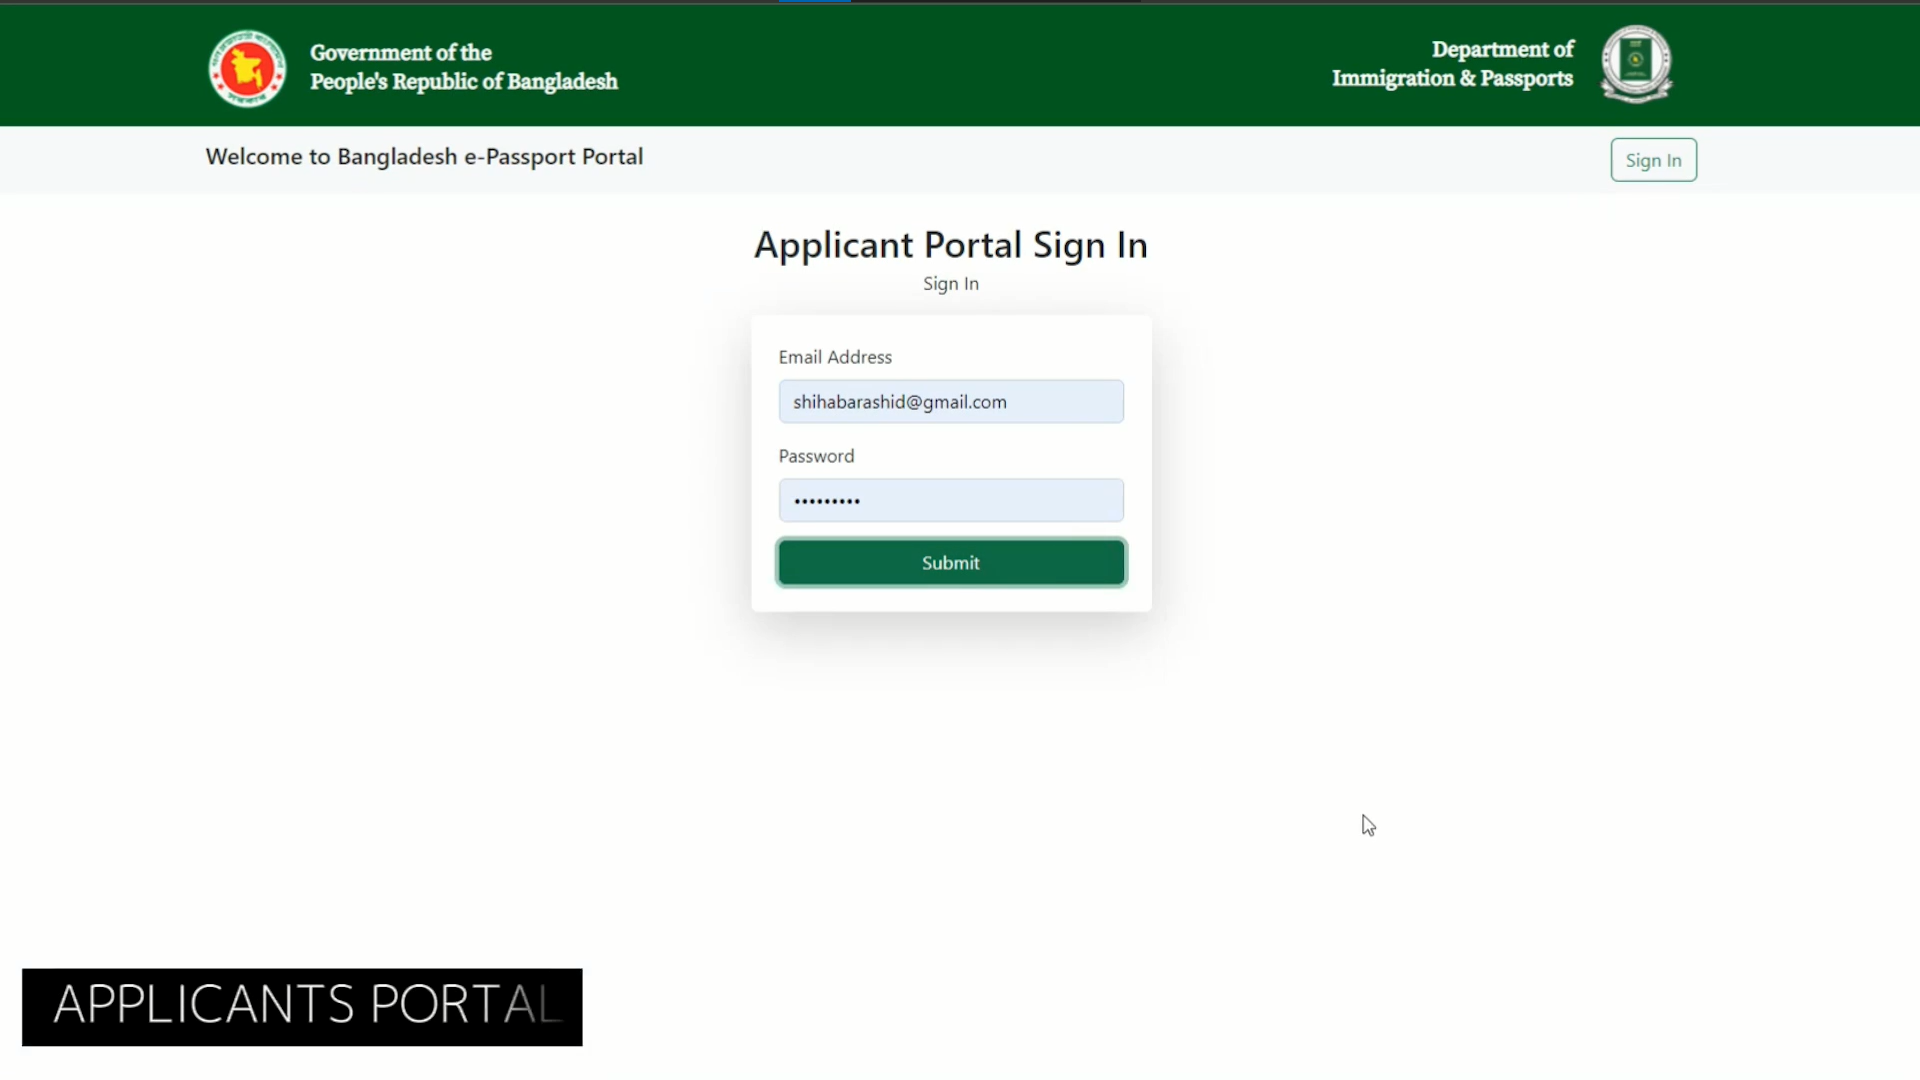 Government of the
People's Republic of Bangladesh
Department of
Immigration & Passports
Welcome to Bangladesh e-Passport Portal
Sign In
Applicant Portal Sign In
Sign In
Email Address
shihabarashid@gmail.com
Password
•••••••••
Submit
APPLICANTS PORTAL